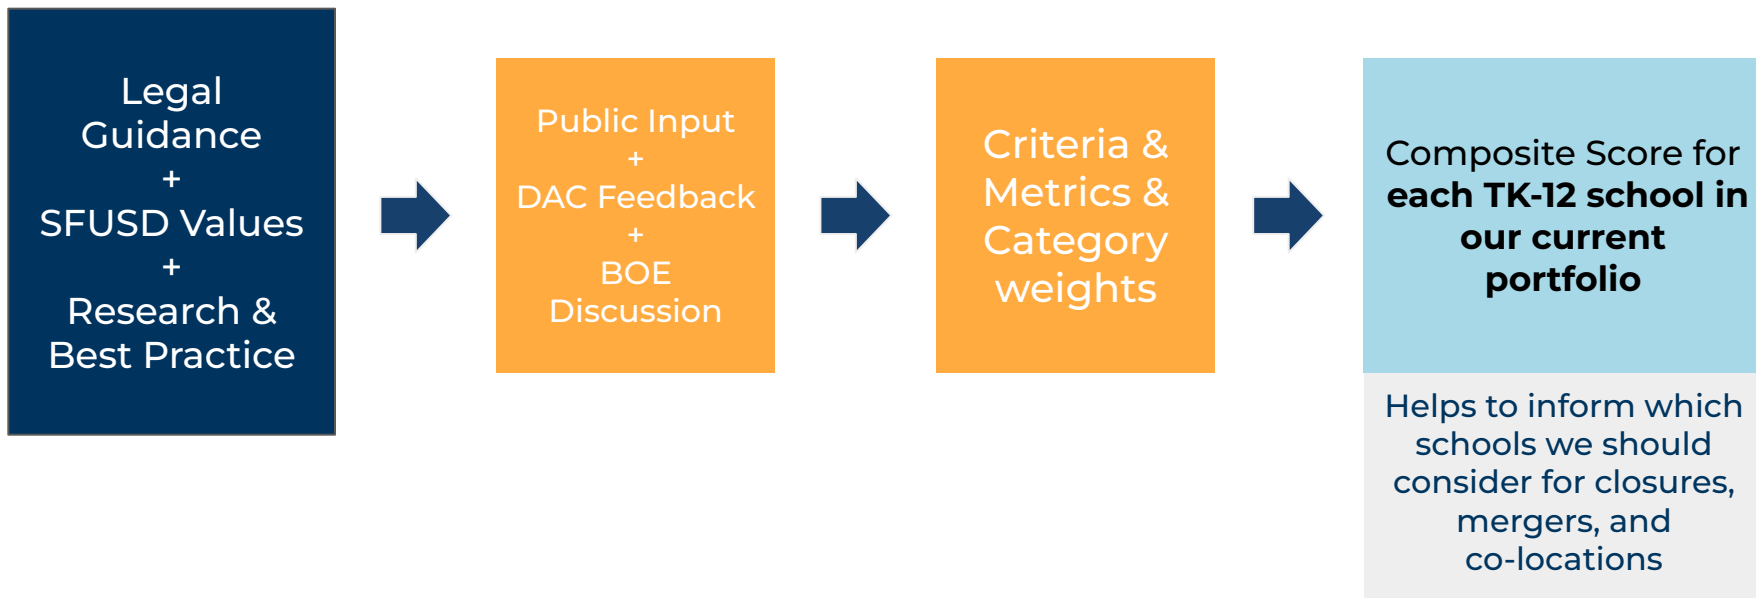 Legal
Guidance
+
SFUSD Values
+
Research &
Best Practice
Public Input
+
DAC Feedback
+
BOE
Discussion
Criteria &
Metrics &
Category
weights
Composite Score for
each TK-12 school in
our current
portfolio
Helps to inform which
schools we should
consider for closures,
mergers, and
co-locations